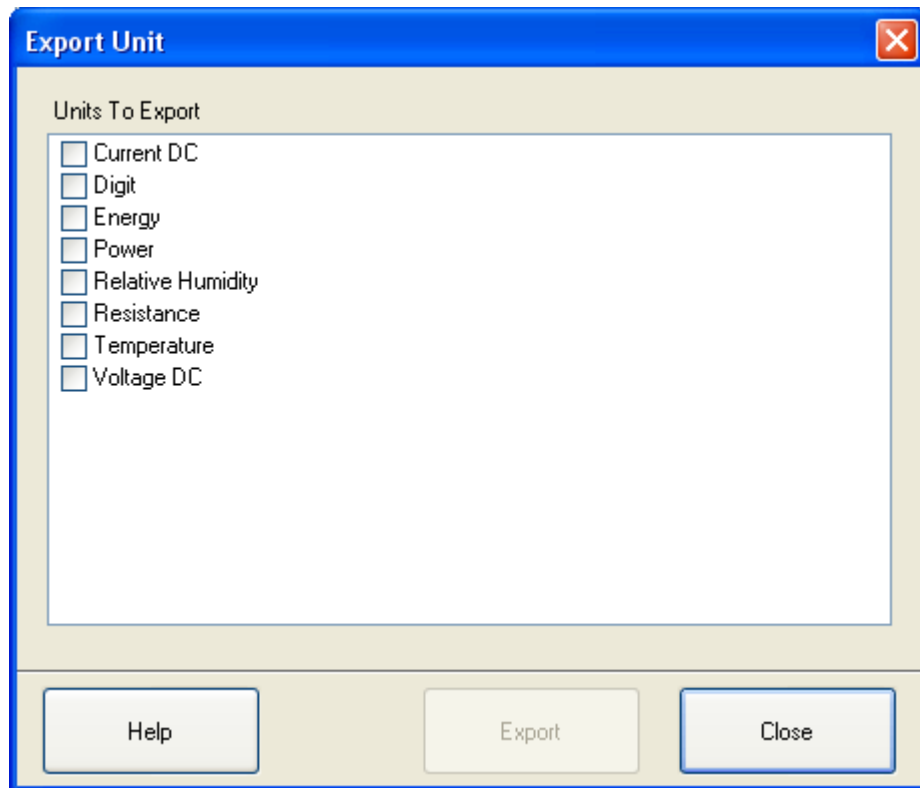 Export Unit
Units To Export
Current DC
Digit
Energy
Power
Relative Humidity
Resistance
Temperature
Voltage DC
Help
Export
Close